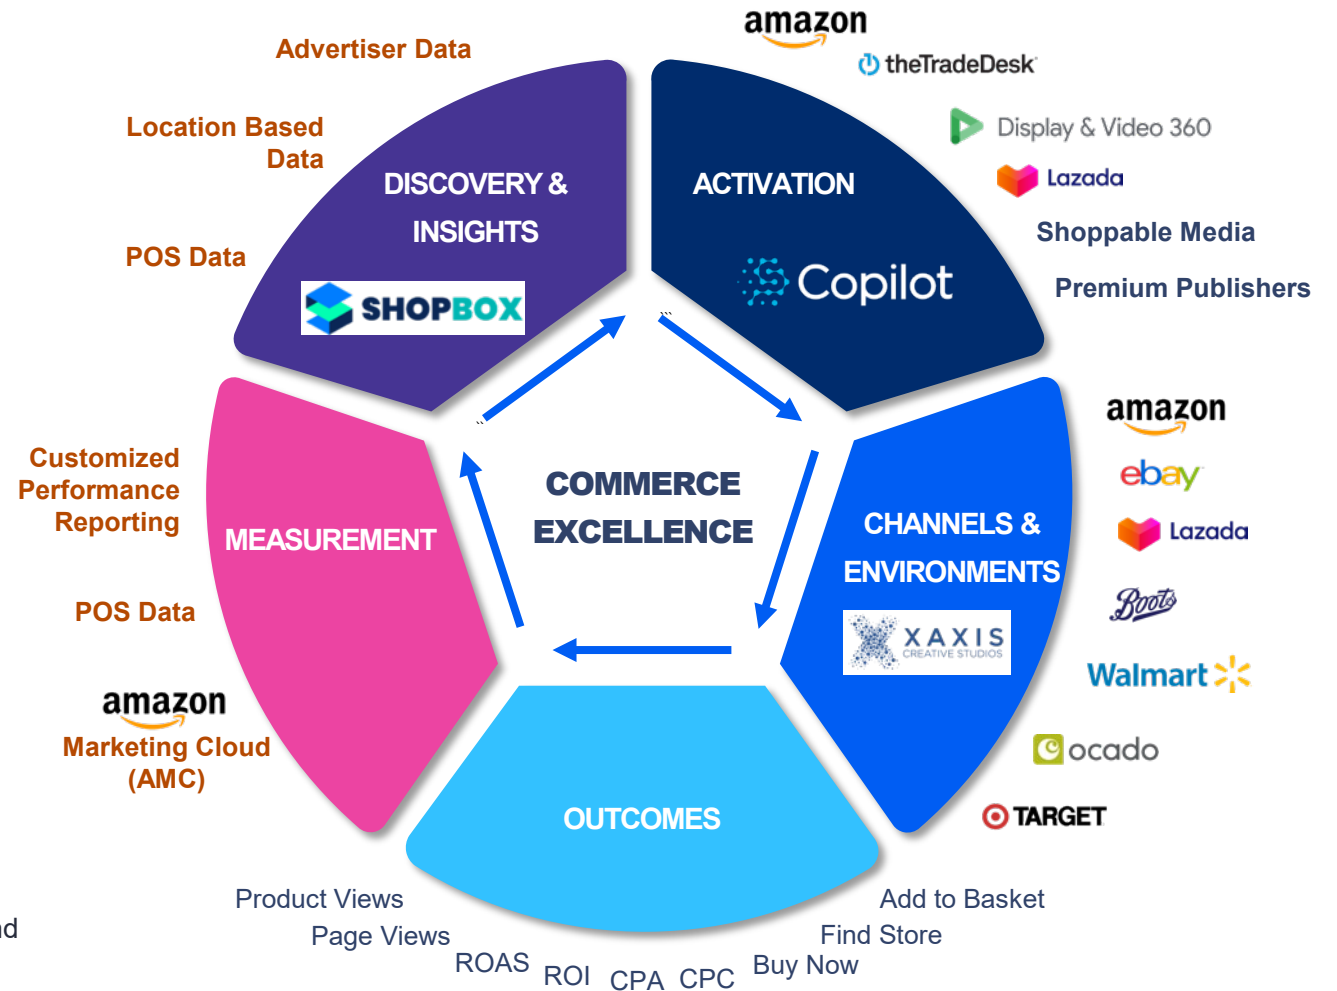 amazon
Advertiser Data
theTradeDesk
Location Based
Data
Display & Video 360
DISCOVERY &
INSIGHTS
ACTIVATION
Lazada
Shoppable Media
POS Data
SHOPBOX
Copilot
Premium Publishers
amazon
Customized
Performance
Reporting
ebay
COMMERCE
EXCELLENCE
CHANNELS &
ENVIRONMENTS
Lazada
MEASUREMENT
POS Data
Boots
XAXIS
CREATIVE STUDIOS
Walmart
amazon
Marketing Cloud
(AMC)
ocado
OUTCOMES
TARGET
Product Views
Page Views
ROAS
ROI
CPA
CPC
Buy Now
Find Store
Add to Basket